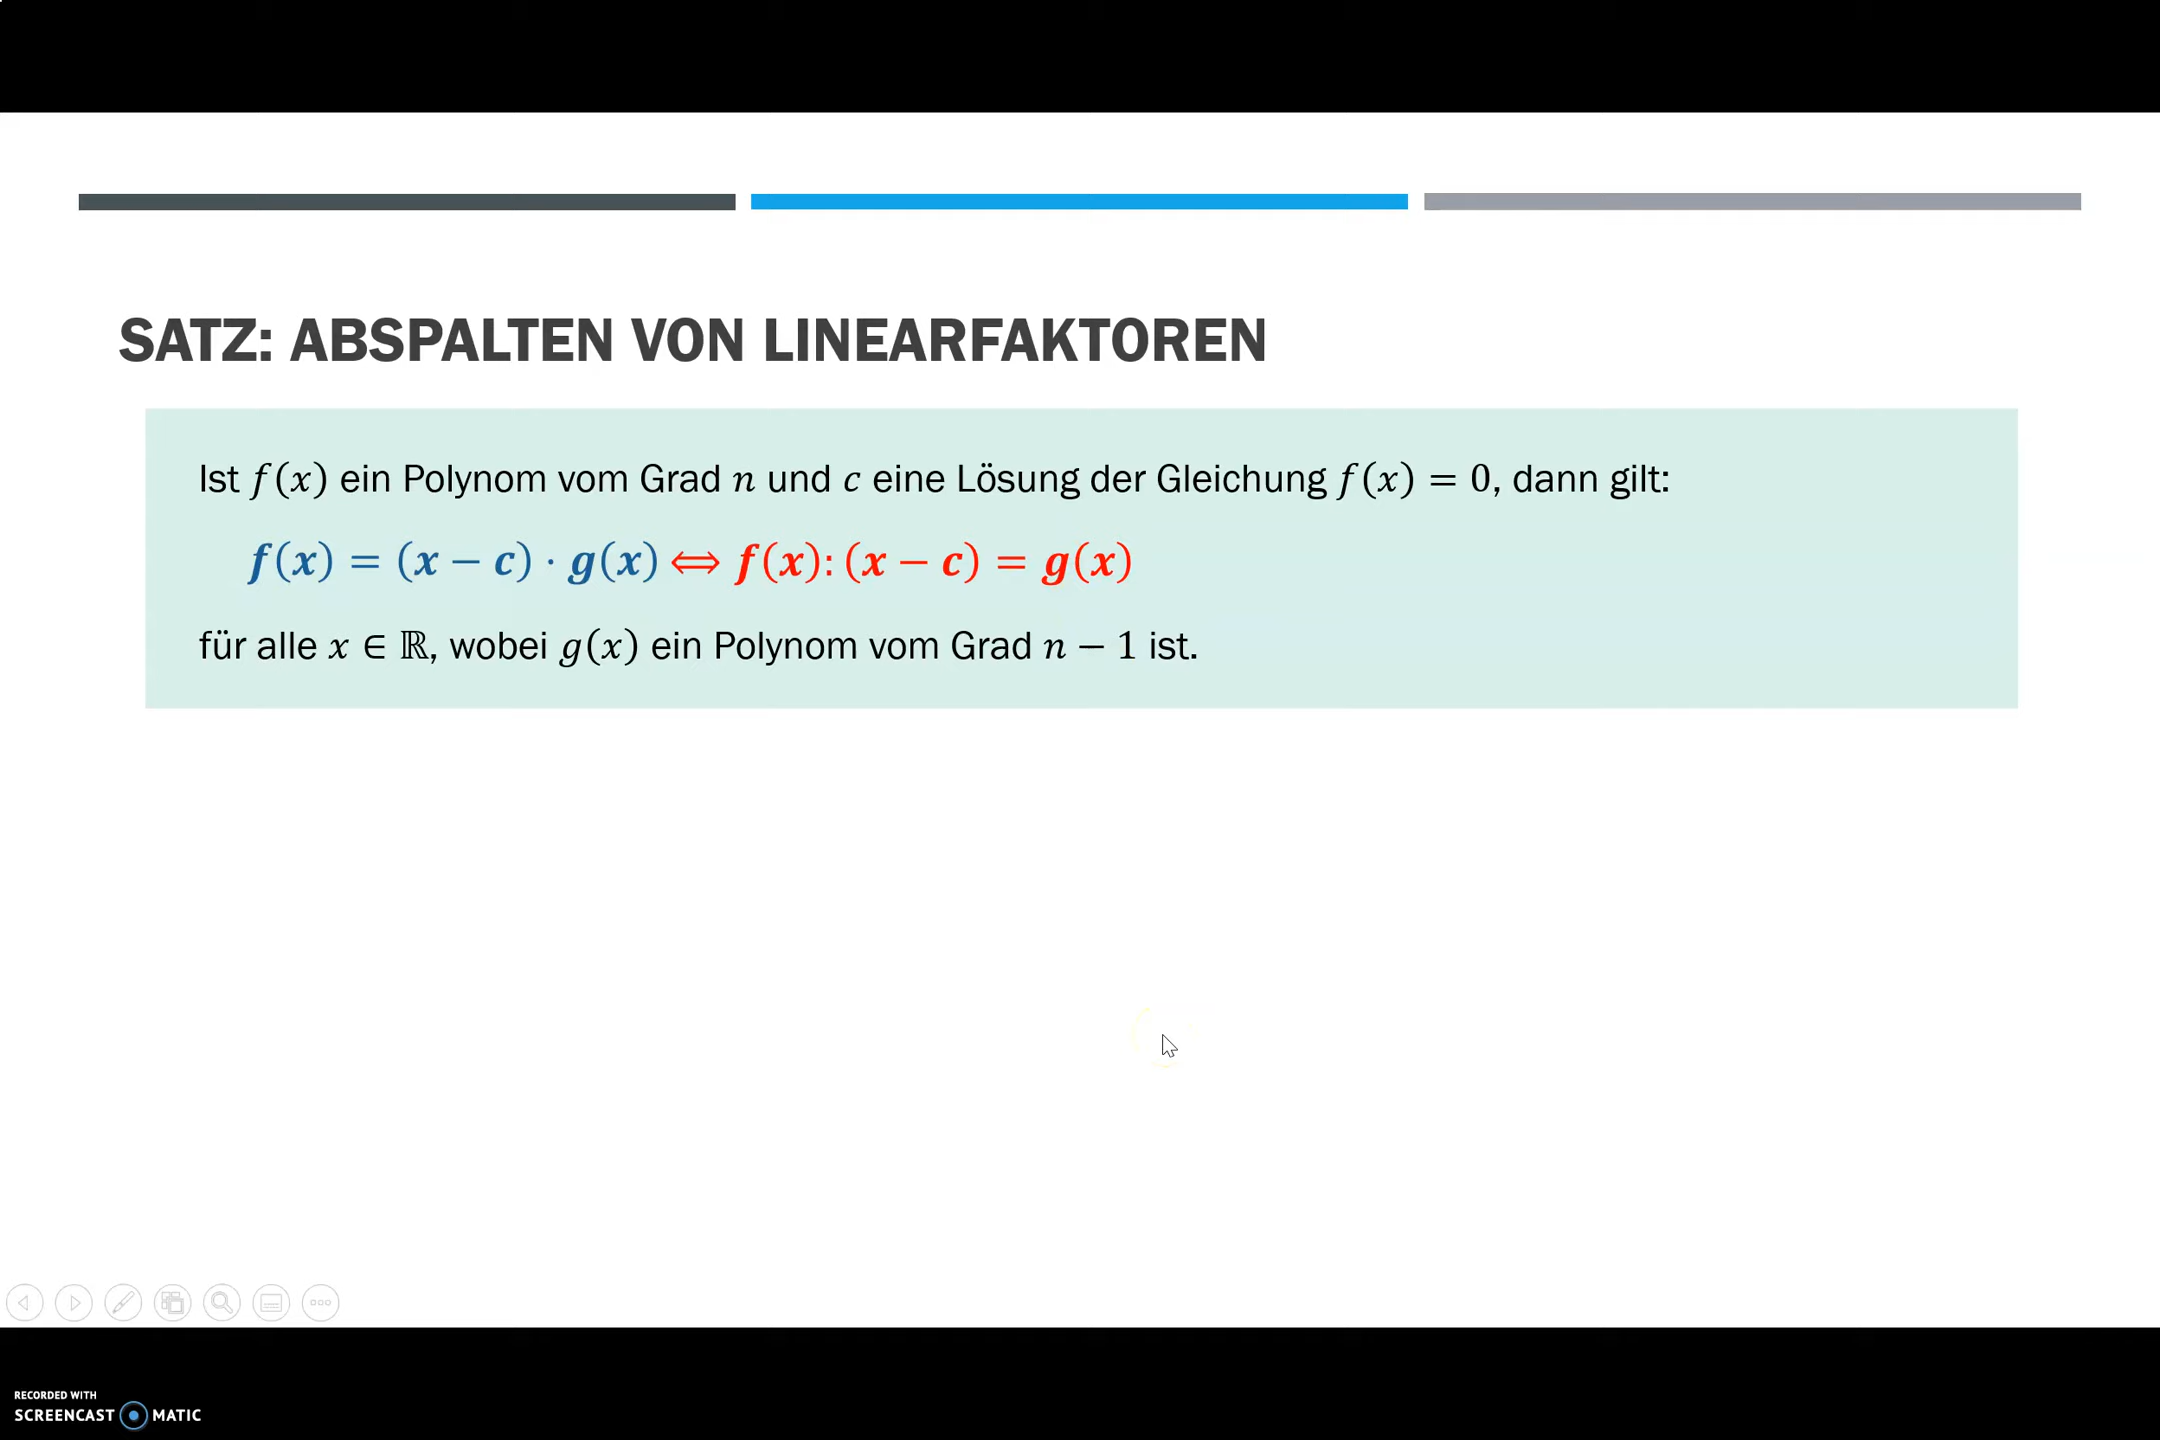 SATZ: ABSPALTEN VON LINEARFAKTOREN
Ist f(x) ein Polynom vom Grad n und c eine Lösung der Gleichung f(x) = 0, dann gilt:
f(x) = (x − c) · g(x) ⟺ f(x): (x − c) = g(x)
für alle x ∈ ℝ, wobei g(x) ein Polynom vom Grad n − 1 ist.
RECORDED WITH
SCREENCAST MATIC